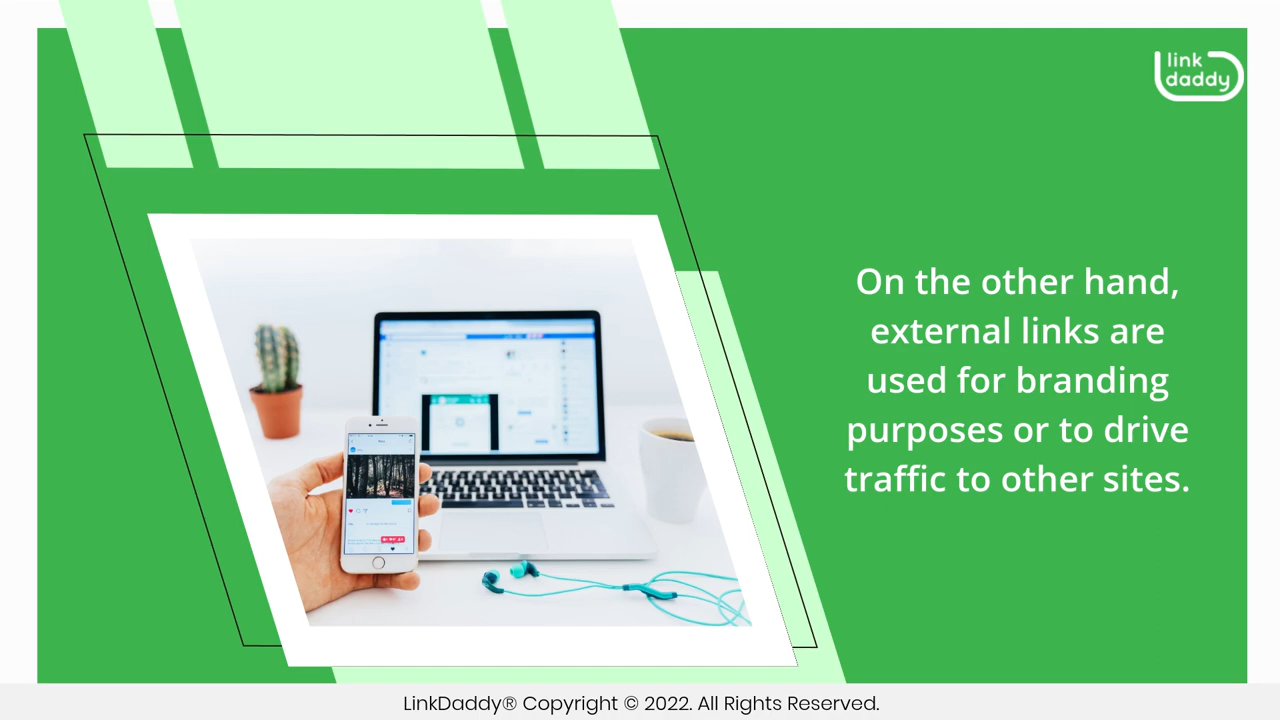 link
daddy
On the other hand,
external links are
used for branding
purposes or to drive
traffic to other sites.
LinkDaddy® Copyright © 2022. All Rights Reserved.